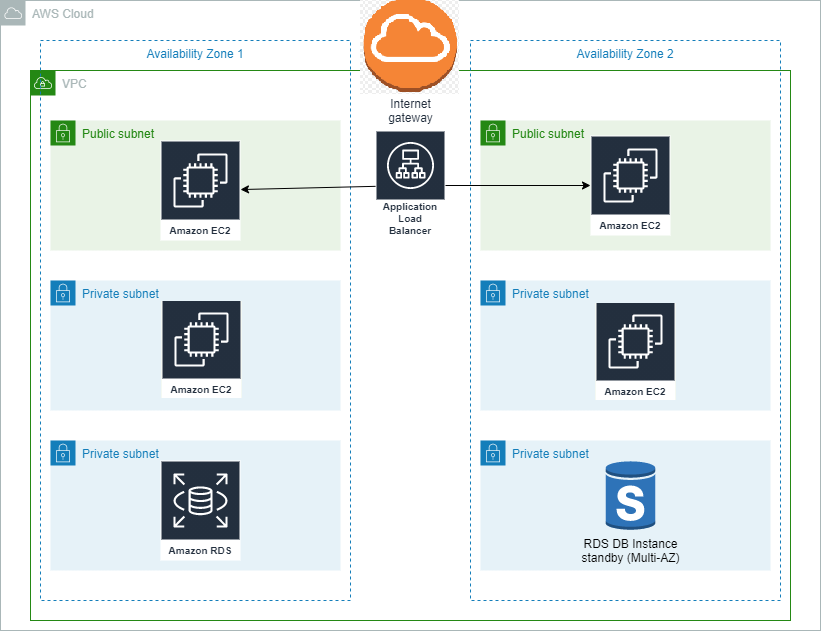 AWS Cloud
Availability Zone 1
Availability Zone 2
VPC
Internet
gateway
Public subnet
Public subnet
Amazon EC2
Application
Load
Balancer
Amazon EC2
Private subnet
Private subnet
Amazon EC2
Amazon EC2
Private subnet
Private subnet
Amazon RDS
S
RDS DB Instance
standby (Multi-AZ)